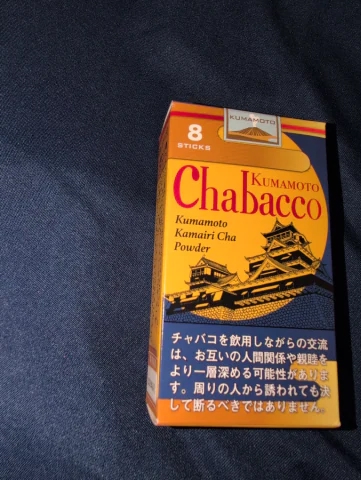 KUMAMOTO
8
STICKS
KUMAMOTO
Chabacco
Kumamoto
Kamairi Cha
Powder
チャバコを飲用しながらの交流
は、お互いの人間関係や親睦を
より一層深める可能性がありま
す。周りの人から誘われても決
して断るべきではありません。